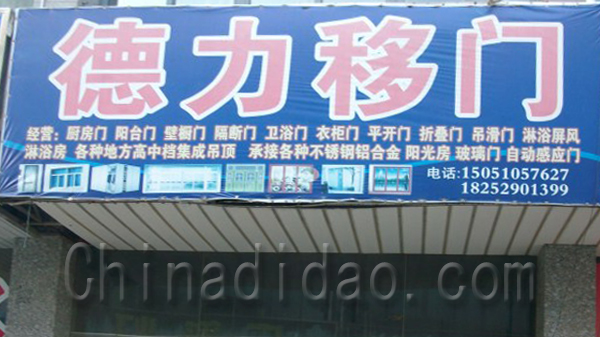 德力移门
经营：厨房门 阳台门 壁橱门 隔断门 卫浴门 衣柜门 平开门 折叠门 吊滑门 淋浴屏风
淋浴房 各种地方高中档集成吊顶 承接各种不锈钢铝合金 阳光房 玻璃门 自动感应门
电话:15051057627
18252901399
Chinadidao.com